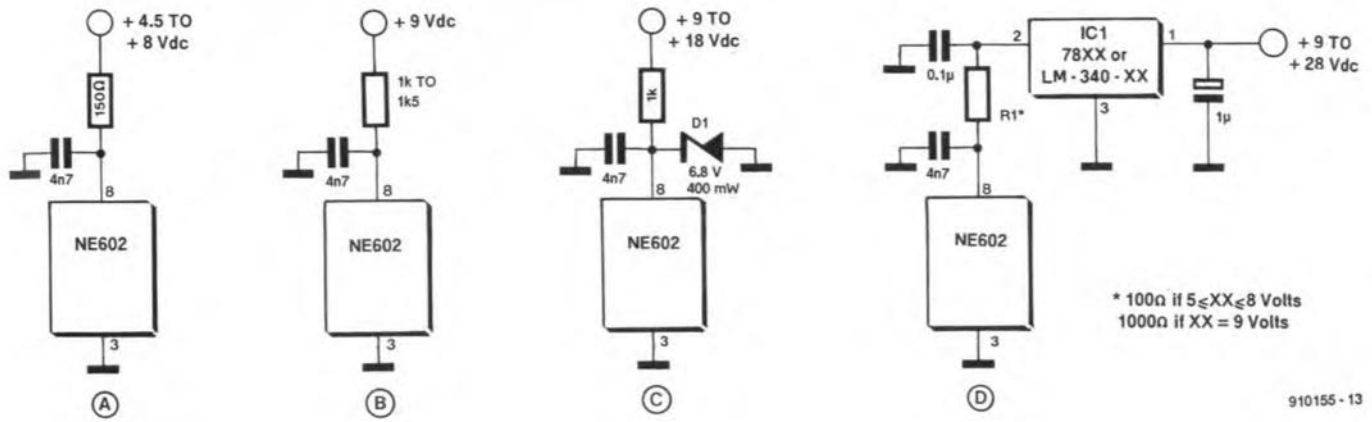 + 4.5 TO
+ 8 Vdc
150Ω
4n7
8
NE602
3
A
+ 9 Vdc
1k TO
1k5
4n7
8
NE602
3
B
+ 9 TO
+ 18 Vdc
1k
D1
4n7
6.8 V
400 mW
8
NE602
3
C
2
IC1
78XX or
LM - 340 - XX
1
+ 9 TO
+ 28 Vdc
0.1µ
R1*
3
1µ
4n7
8
NE602
3
D
* 100Ω if 5⩽XX⩽8 Volts
1000Ω if XX = 9 Volts
910155 - 13